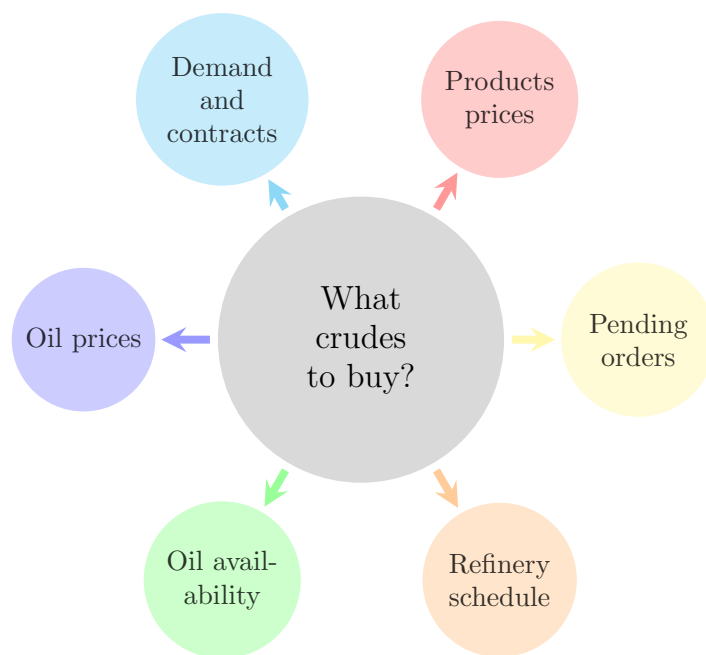 Demand
and
contracts
Products
prices
What
crudes
to buy?
Oil prices
Pending
orders
Oil avail-
ability
Refinery
schedule